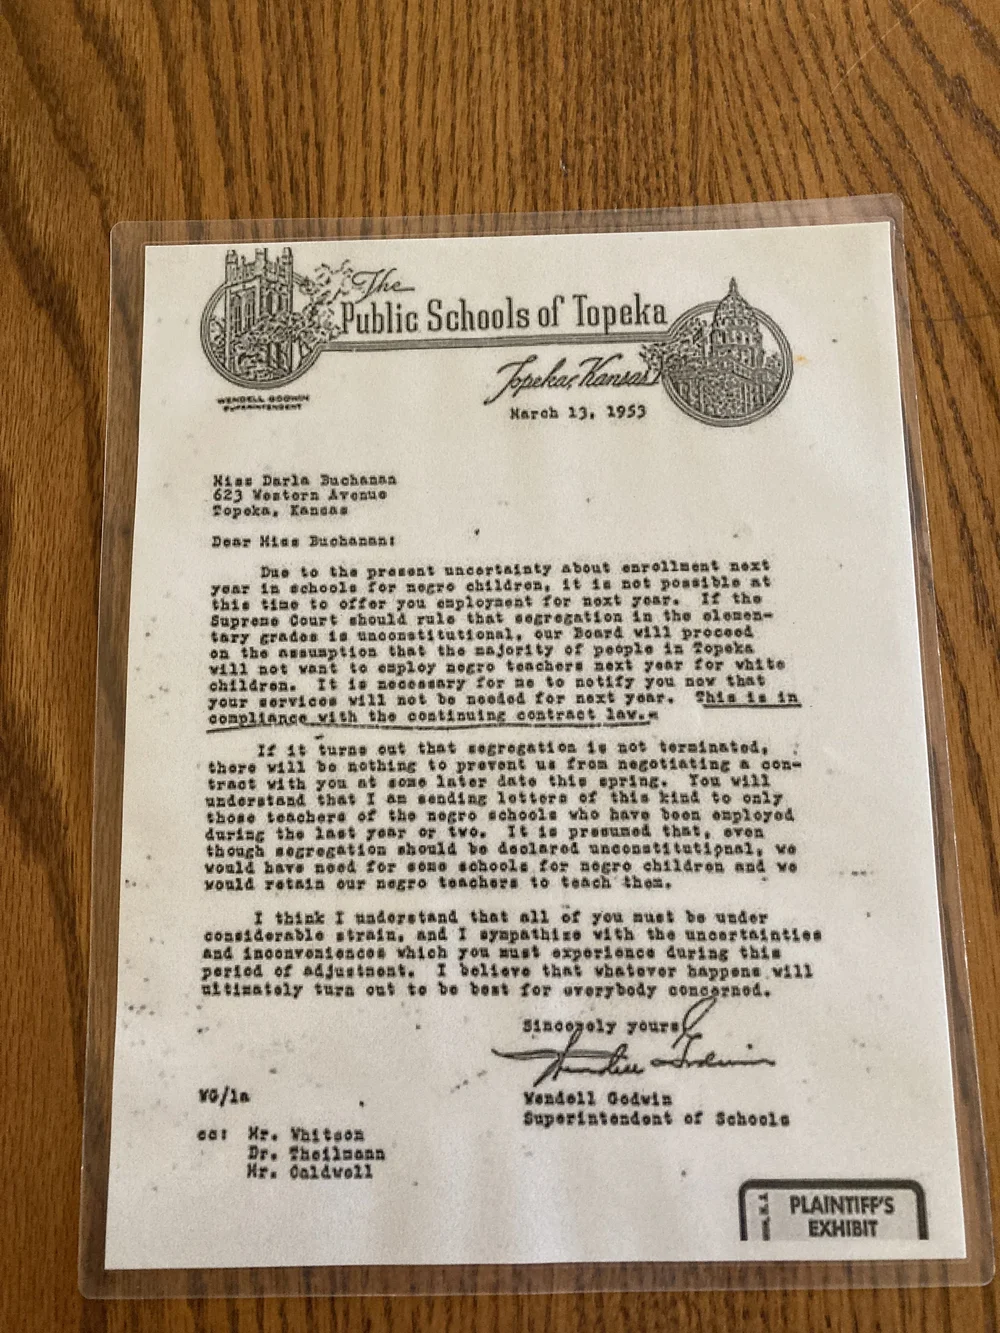 The
Public Schools of Topeka
Topeka, Kansas
WENDELL GODWIN
SUPERINTENDENT
March 13, 1953
Miss Darla Buchanan
623 Western Avenue
Topeka, Kansas
Dear Miss Buchanan:
Due to the present uncertainty about enrollment next
year in schools for negro children, it is not possible at
this time to offer you employment for next year. If the
Supreme Court should rule that segregation in the elemen-
tary grades is unconstitutional, our Board will proceed
on the assumption that the majority of people in Topeka
will not want to employ negro teachers next year for white
children. It is necessary for me to notify you now that
your services will not be needed for next year. This is in
compliance with the continuing contract law.
If it turns out that segregation is not terminated,
there will be nothing to prevent us from negotiating a con-
tract with you at some later date this spring. You will
understand that I am sending letters of this kind to only
those teachers of the negro schools who have been employed
during the last year or two. It is presumed that, even
though segregation should be declared unconstitutional, we
would have need for some schools for negro children and we
would retain our negro teachers to teach them.
I think I understand that all of you must be under
considerable strain, and I sympathize with the uncertainties
and inconveniences which you must experience during this
period of adjustment. I believe that whatever happens will
ultimately turn out to be best for everybody concerned.
Sincerely yours,
Wendell Godwin
Wendell Godwin
Superintendent of Schools
WG/la
cc: Mr. Whitson
Dr. Theilmann
Mr. Caldwell
PLAINTIFF'S
EXHIBIT